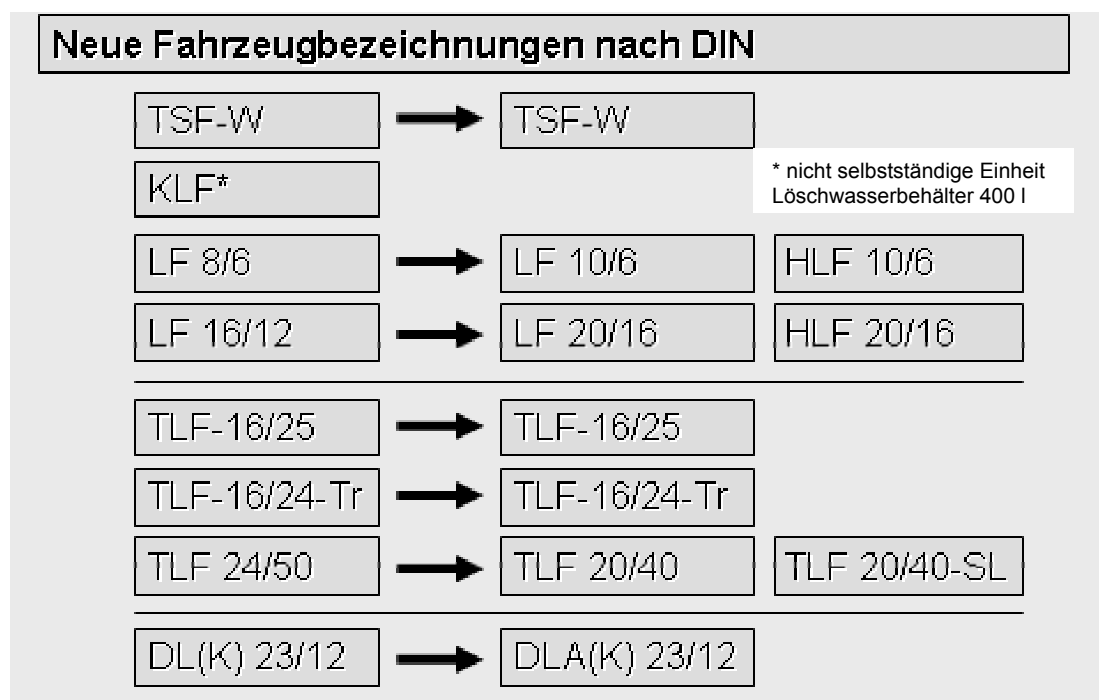 Neue Fahrzeugbezeichnungen nach DIN
TSF-W TSF-W
KLF*
* nicht selbstständige Einheit
Löschwasserbehälter 400 l
LF 8/6 LF 10/6 HLF 10/6
LF 16/12 LF 20/16 HLF 20/16
TLF-16/25 TLF-16/25
TLF-16/24-Tr TLF-16/24-Tr
TLF 24/50 TLF 20/40 TLF 20/40-SL
DL(K) 23/12 DLA(K) 23/12